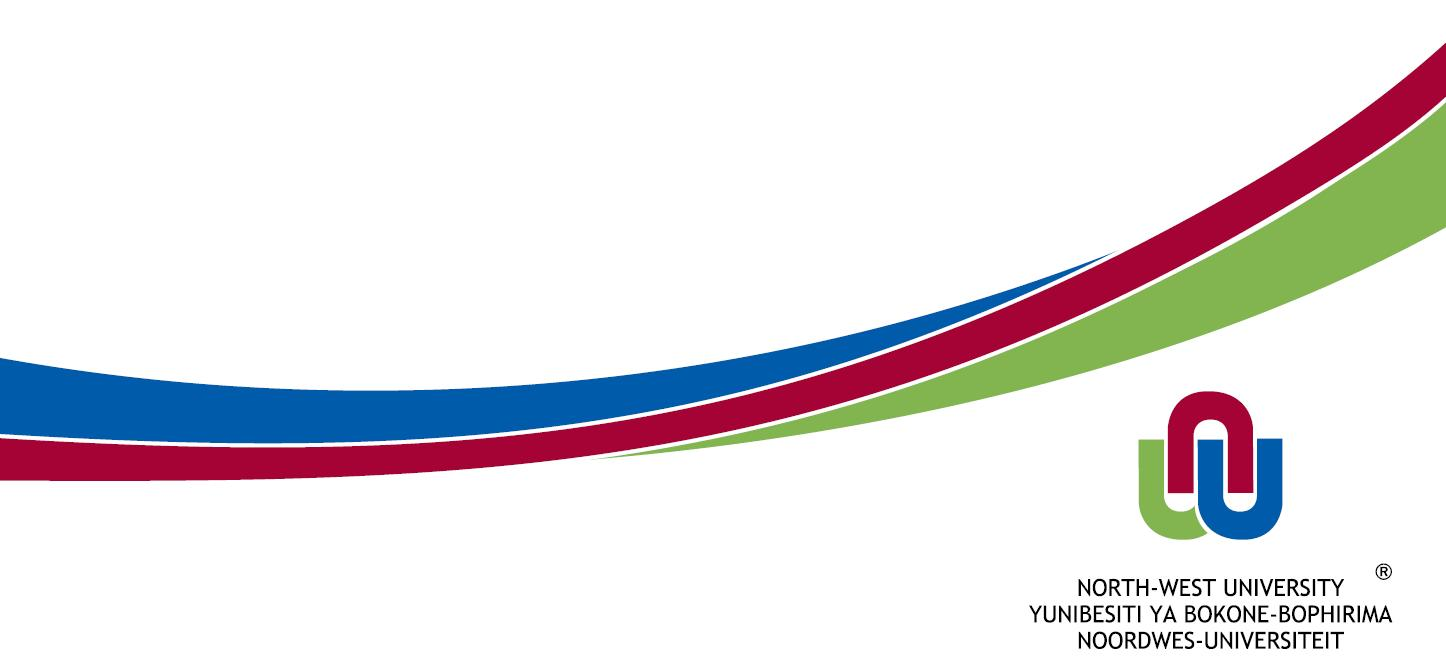 ®
NORTH-WEST UNIVERSITY
YUNIBESITI YA BOKONE-BOPHIRIMA
NOORDWES-UNIVERSITEIT